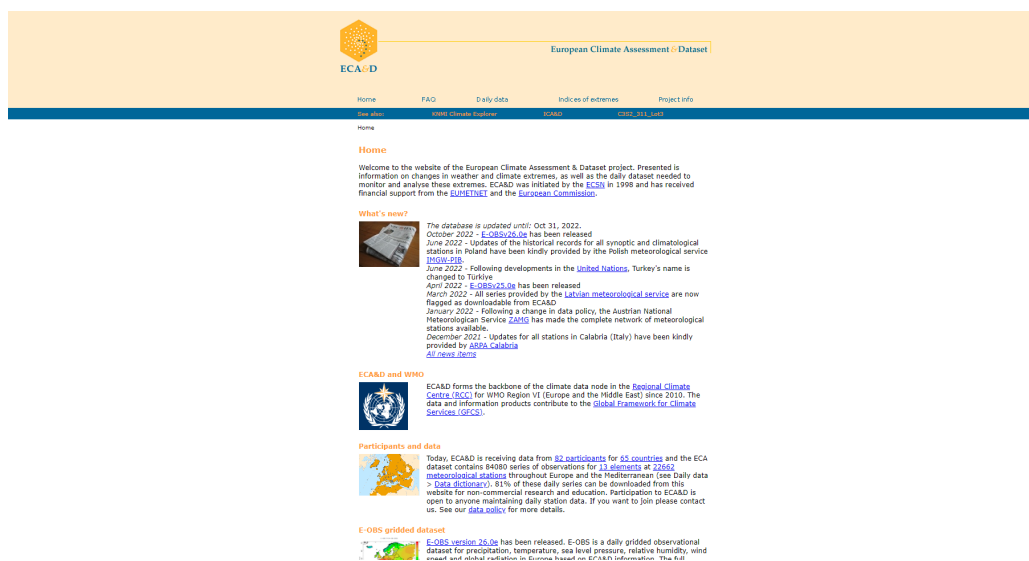 European Climate Assessment & Dataset
ECA&D
Home FAQ Daily data Indices of extremes Project info
See also: KNMI Climate Explorer ICA&D C3S2_311_Lot3
Home
Home
Welcome to the website of the European Climate Assessment & Dataset project. Presented is
information on changes in weather and climate extremes, as well as the daily dataset needed to
monitor and analyse these extremes. ECA&D was initiated by the ECSN in 1998 and has received
financial support from the EUMETNET and the European Commission.
What's new?
The database is updated until: Oct 31, 2022.
October 2022 - E-OBSv26.0e has been released
June 2022 - Updates of the historical records for all synoptic and climatological
stations in Poland have been kindly provided by ithe Polish meteorological service
IMGW-PIB.
June 2022 - Following developments in the United Nations, Turkey's name is
changed to Türkiye
April 2022 - E-OBSv25.0e has been released
March 2022 - All series provided by the Latvian meteorological service are now
flagged as downloadable from ECA&D
January 2022 - Following a change in data policy, the Austrian National
Meteorologican Service ZAMG has made the complete network of meteorological
stations available.
December 2021 - Updates for all stations in Calabria (Italy) have been kindly
provided by ARPA Calabria
All news items
ECA&D and WMO
ECA&D forms the backbone of the climate data node in the Regional Climate
Centre (RCC) for WMO Region VI (Europe and the Middle East) since 2010. The
data and information products contribute to the Global Framework for Climate
Services (GFCS).
Participants and data
Today, ECA&D is receiving data from 82 participants for 65 countries and the ECA
dataset contains 84080 series of observations for 13 elements at 22662
meteorological stations throughout Europe and the Mediterranean (see Daily data
> Data dictionary). 81% of these daily series can be downloaded from this
website for non-commercial research and education. Participation to ECA&D is
open to anyone maintaining daily station data. If you want to join please contact
us. See our data policy for more details.
E-OBS gridded dataset
E-OBS version 26.0e has been released. E-OBS is a daily gridded observational
dataset for precipitation, temperature, sea level pressure, relative humidity, wind
speed and global radiation in Europe based on ECA&D information. The full